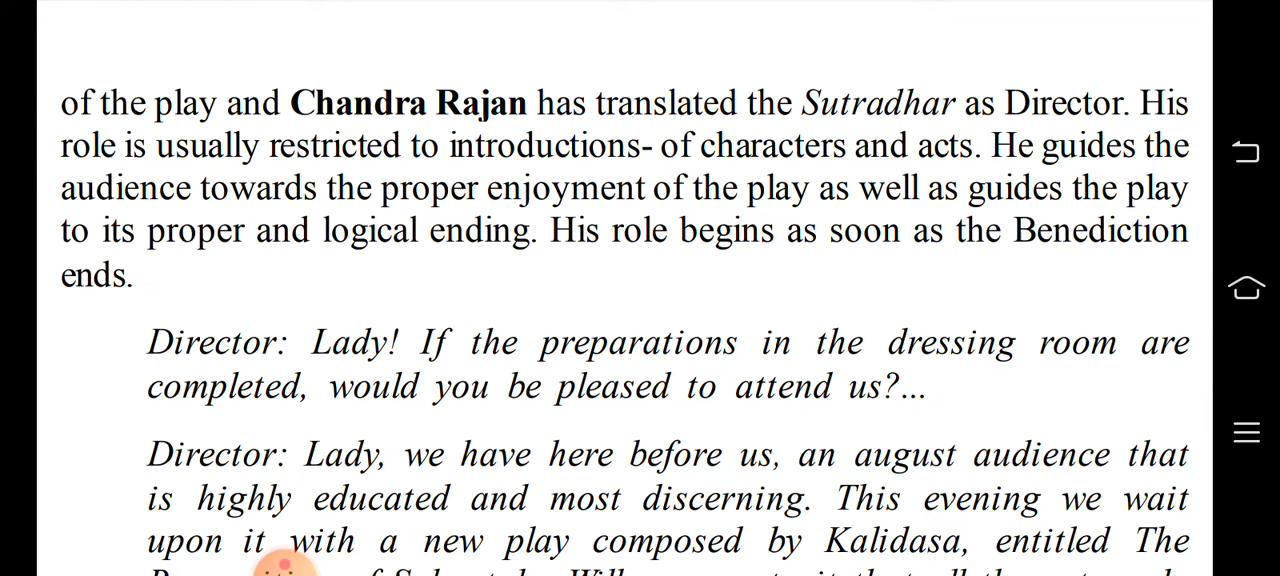 of the play and Chandra Rajan has translated the Sutradhar as Director. His
role is usually restricted to introductions- of characters and acts. He guides the
audience towards the proper enjoyment of the play as well as guides the play
to its proper and logical ending. His role begins as soon as the Benediction
ends.
Director: Lady! If the preparations in the dressing room are
completed, would you be pleased to attend us?...
Director: Lady, we have here before us, an august audience that
is highly educated and most discerning. This evening we wait
upon it with a new play composed by Kalidasa, entitled The